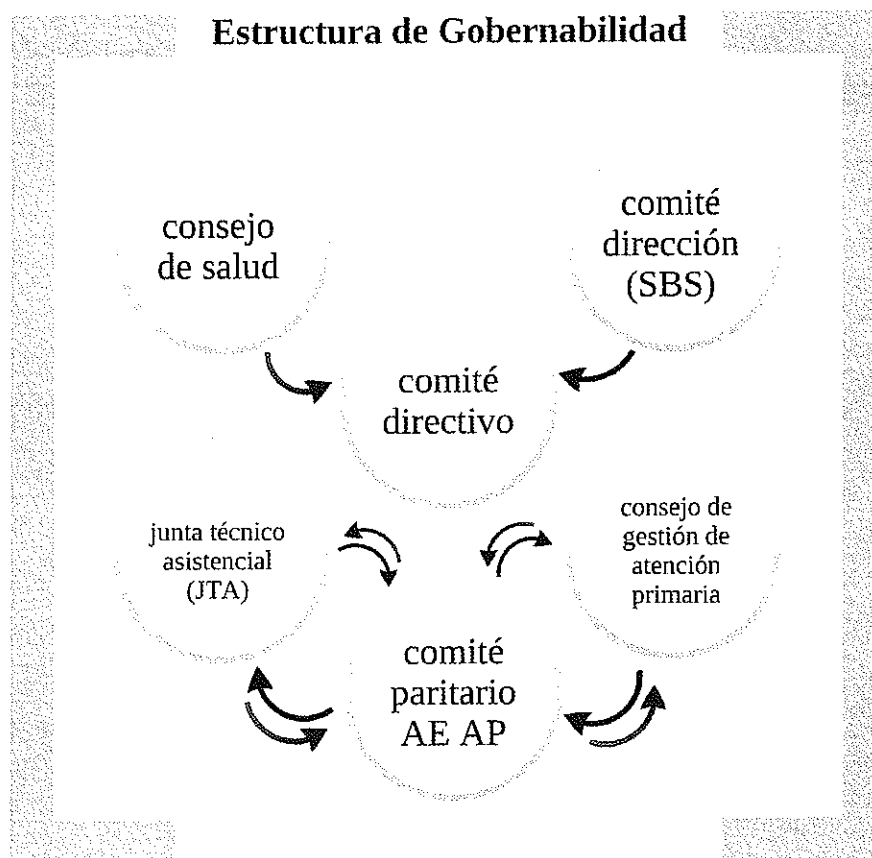 Estructura de Gobernabilidad
consejo
de salud
comité
dirección
(SBS)
comité
directivo
junta técnico
asistencial
(JTA)
consejo de
gestión de
atención
primaria
comité
paritario
AE AP